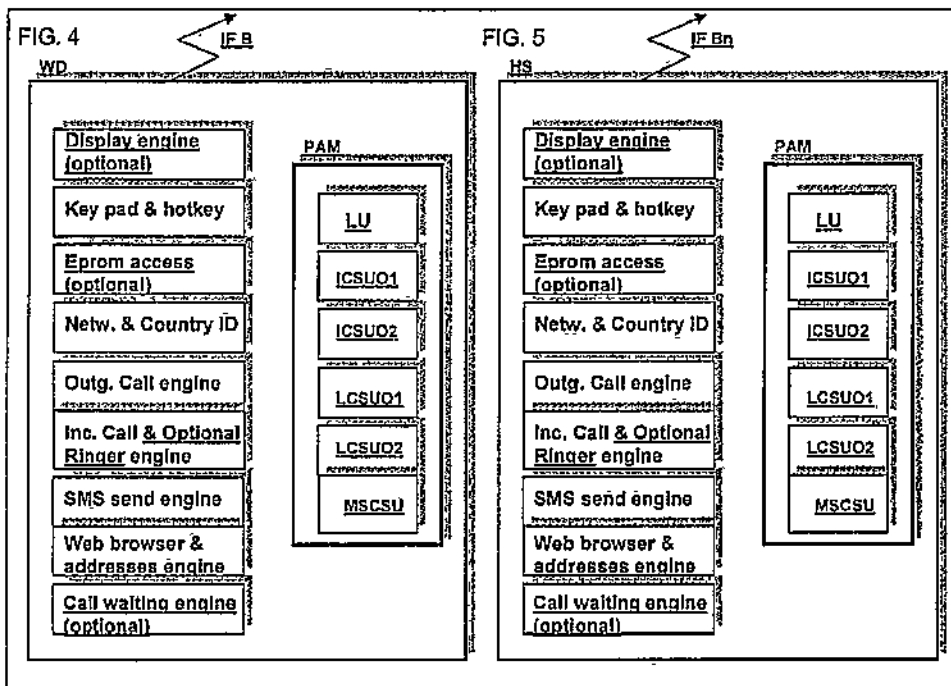 FIG. 4
IF B
WD
Display engine
(optional)
Key pad & hotkey
Eprom access
(optional)
Netw. & Country ID
Outg. Call engine
Inc. Call & Optional
Ringer engine
SMS send engine
Web browser &
addresses engine
Call waiting engine
(optional)
PAM
LU
ICSUO1
ICSUO2
LCSUO1
LCSUO2
MSCSU
FIG. 5
IF Bn
HS
Display engine
(optional)
Key pad & hotkey
Eprom access
(optional)
Netw. & Country ID
Outg. Call engine
Inc. Call & Optional
Ringer engine
SMS send engine
Web browser &
addresses engine
Call waiting engine
(optional)
PAM
LU
ICSUO1
ICSUO2
LCSUO1
LCSUO2
MSCSU